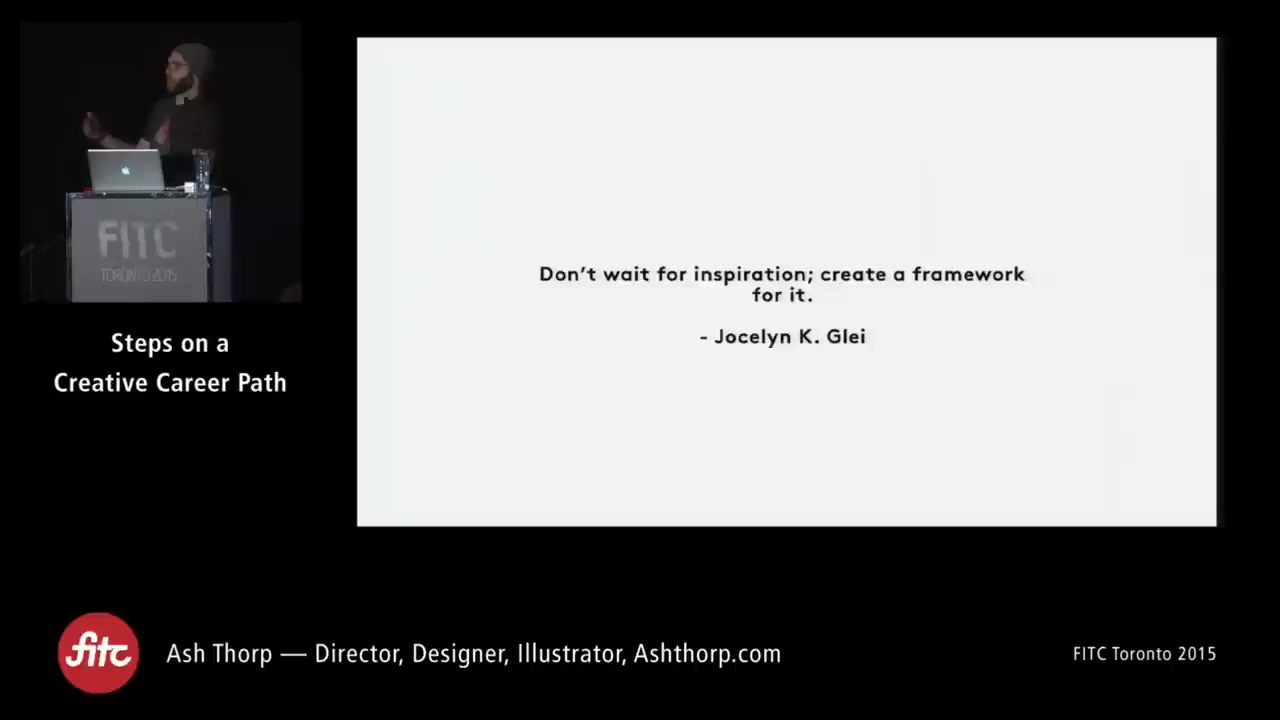 FITC
TORONTO 2015
Steps on a
Creative Career Path
Don't wait for inspiration; create a framework
for it.
- Jocelyn K. Glei
fitc
Ash Thorp — Director, Designer, Illustrator, Ashthorp.com
FITC Toronto 2015